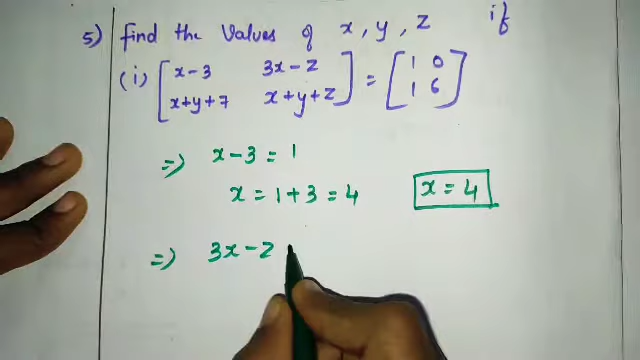 5) find the values of x, y, z if
(i) [x-3 3x-z
x+y+7 x+y+z] = [1 0
1 6]
⇒) x-3 = 1
x = 1+3 = 4 x = 4
⇒) 3x-z